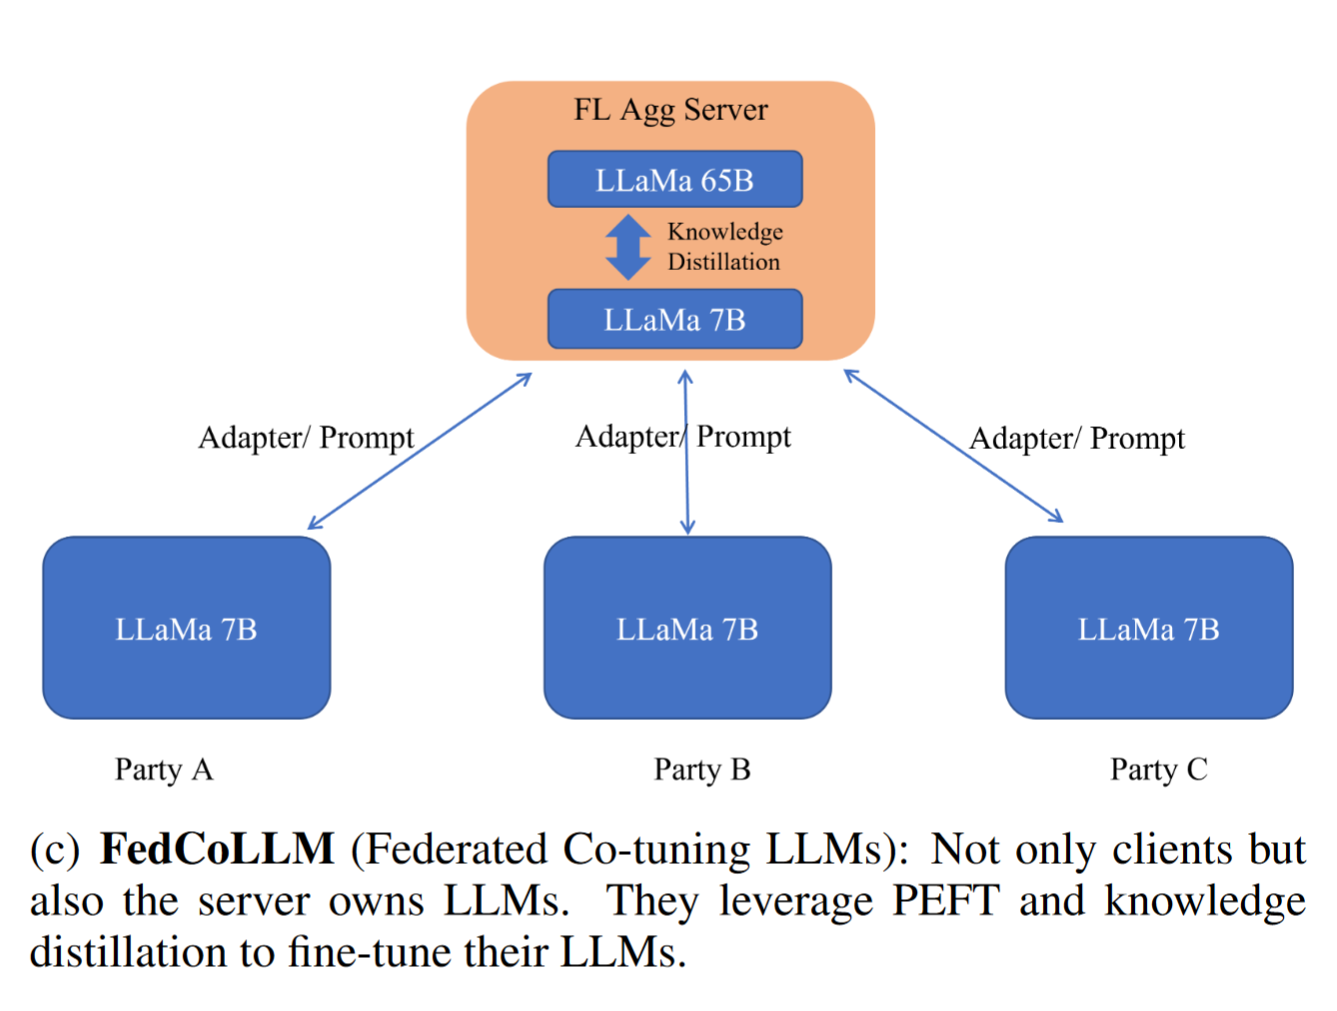 FL Agg Server
LLaMa 65B
Knowledge
Distillation
LLaMa 7B
Adapter/ Prompt
Adapter/ Prompt
Adapter/ Prompt
LLaMa 7B
LLaMa 7B
LLaMa 7B
Party A
Party B
Party C
(c) FedCoLLM (Federated Co-tuning LLMs): Not only clients but
also the server owns LLMs. They leverage PEFT and knowledge
distillation to fine-tune their LLMs.